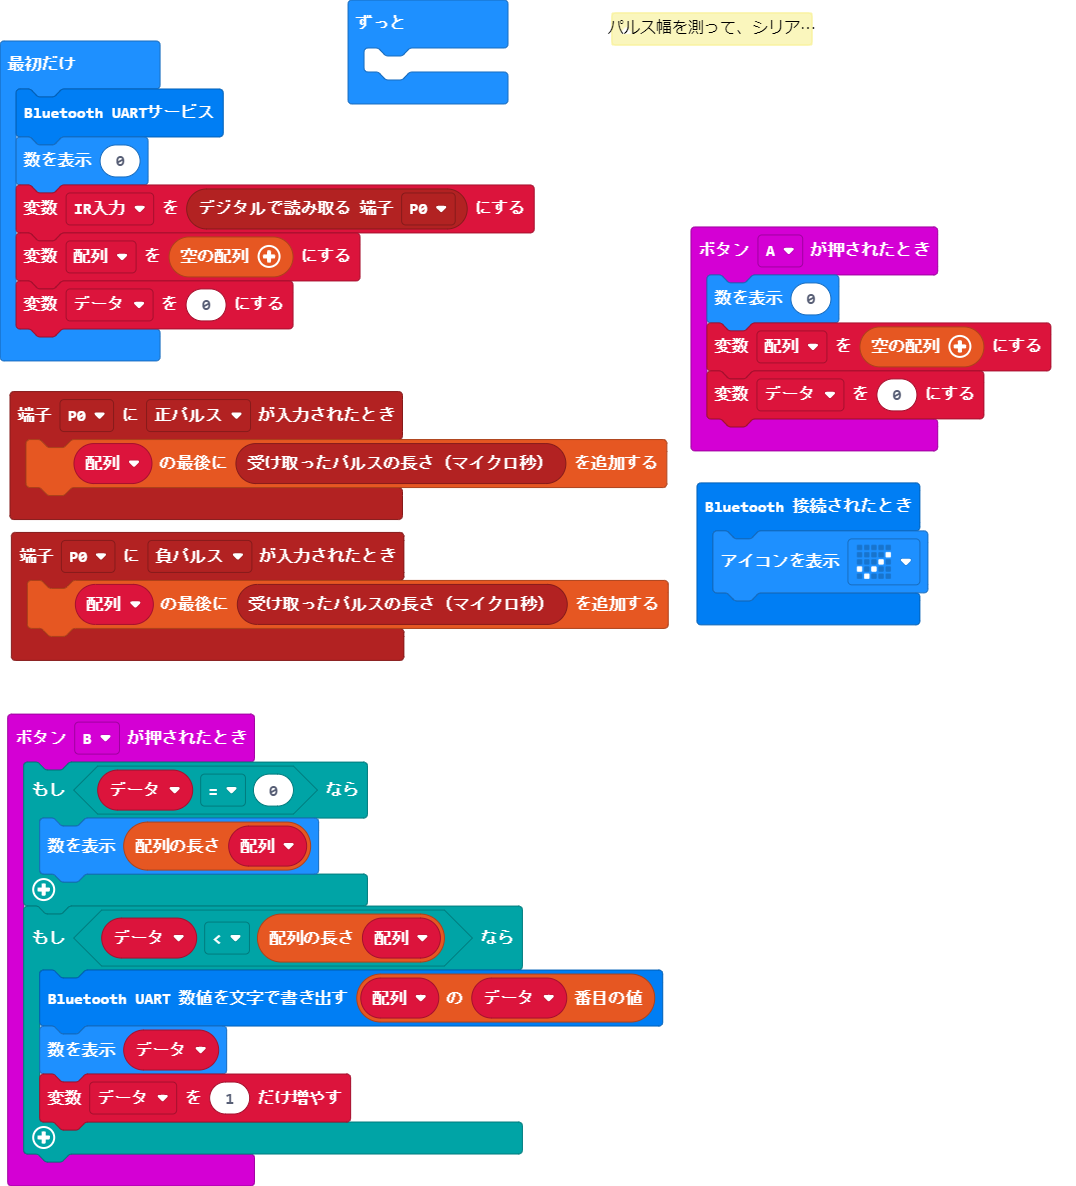 ずっと
パルス幅を測って、シリア…
最初だけ
Bluetooth UARTサービス
数を表示 0
変数 IR入力 を デジタルで読み取る 端子 P0 にする
変数 配列 を 空の配列 にする
変数 データ を 0 にする
ボタン A が押されたとき
数を表示 0
変数 配列 を 空の配列 にする
変数 データ を 0 にする
端子 P0 に 正パルス が入力されたとき
配列 の最後に 受け取ったパルスの長さ（マイクロ秒） を追加する
Bluetooth 接続されたとき
アイコンを表示
端子 P0 に 負パルス が入力されたとき
配列 の最後に 受け取ったパルスの長さ（マイクロ秒） を追加する
ボタン B が押されたとき
もし データ = 0 なら
数を表示 配列の長さ 配列
もし データ < 配列の長さ 配列 なら
Bluetooth UART 数値を文字で書き出す 配列 の データ 番目の値
数を表示 データ
変数 データ を 1 だけ増やす